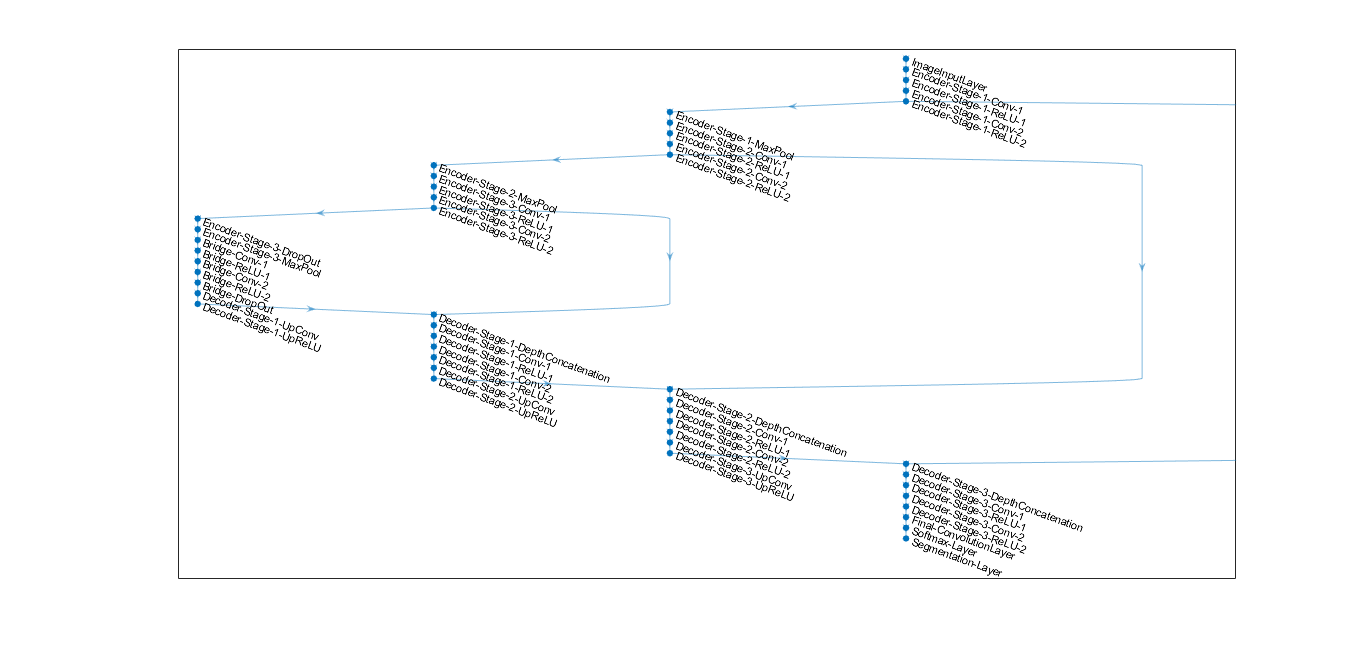 ImageInputLayer
Encoder-Stage-1-Conv-1
Encoder-Stage-1-ReLU-1
Encoder-Stage-1-Conv-2
Encoder-Stage-1-ReLU-2
Encoder-Stage-1-MaxPool
Encoder-Stage-2-Conv-1
Encoder-Stage-2-ReLU-1
Encoder-Stage-2-Conv-2
Encoder-Stage-2-ReLU-2
Encoder-Stage-2-MaxPool
Encoder-Stage-3-Conv-1
Encoder-Stage-3-ReLU-1
Encoder-Stage-3-Conv-2
Encoder-Stage-3-ReLU-2
Encoder-Stage-3-DropOut
Encoder-Stage-3-MaxPool
Bridge-Conv-1
Bridge-ReLU-1
Bridge-Conv-2
Bridge-ReLU-2
Bridge-DropOut
Decoder-Stage-1-UpConv
Decoder-Stage-1-UpReLU
Decoder-Stage-1-DepthConcatenation
Decoder-Stage-1-Conv-1
Decoder-Stage-1-ReLU-1
Decoder-Stage-1-Conv-2
Decoder-Stage-1-ReLU-2
Decoder-Stage-2-UpConv
Decoder-Stage-2-UpReLU
Decoder-Stage-2-DepthConcatenation
Decoder-Stage-2-Conv-1
Decoder-Stage-2-ReLU-1
Decoder-Stage-2-Conv-2
Decoder-Stage-2-ReLU-2
Decoder-Stage-3-UpConv
Decoder-Stage-3-UpReLU
Decoder-Stage-3-DepthConcatenation
Decoder-Stage-3-Conv-1
Decoder-Stage-3-ReLU-1
Decoder-Stage-3-Conv-2
Decoder-Stage-3-ReLU-2
Final-ConvolutionLayer
Softmax-Layer
Segmentation-Layer